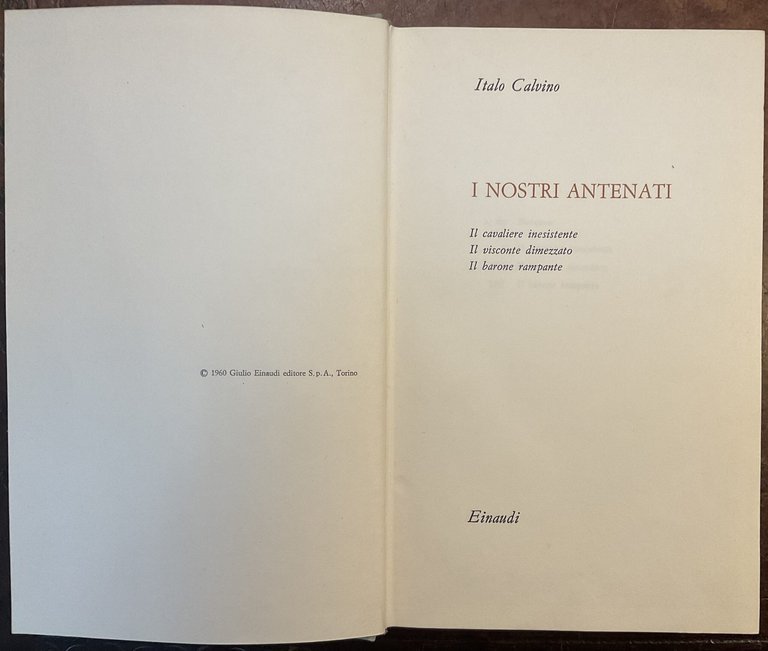 © 1960 Giulio Einaudi editore S. p. A., Torino
Italo Calvino
I NOSTRI ANTENATI
Il cavaliere inesistente
Il visconte dimezzato
Il barone rampante
Einaudi